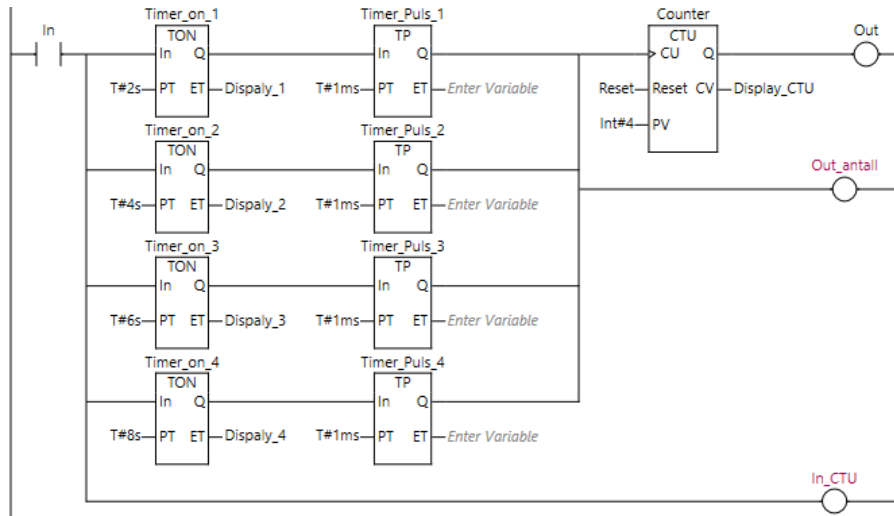 Timer_on_1 Timer_Puls_1 Counter
In TON TP CTU Out
In Q In Q CU Q
T#2s PT ET Dispaly_1 T#1ms PT ET Enter Variable Reset Reset CV Display_CTU
Timer_on_2 Timer_Puls_2 Int#4 PV
TON TP
In Q In Q Out_antall
T#4s PT ET Dispaly_2 T#1ms PT ET Enter Variable
Timer_on_3 Timer_Puls_3
TON TP
In Q In Q
T#6s PT ET Dispaly_3 T#1ms PT ET Enter Variable
Timer_on_4 Timer_Puls_4
TON TP
In Q In Q
T#8s PT ET Dispaly_4 T#1ms PT ET Enter Variable
In_CTU